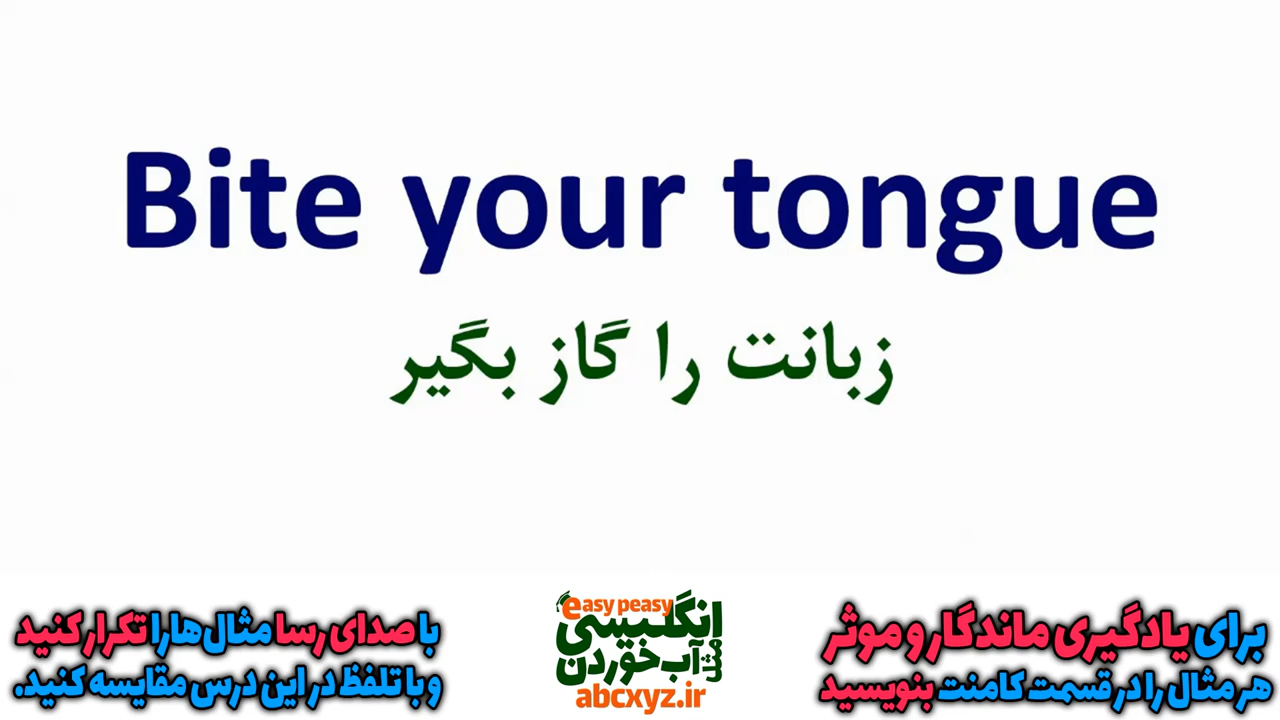 Bite your tongue
زبانت را گاز بگیر
برای یادگیری ماندگار و موثر
هر مثال را در قسمت کامنت بنویسید
easy peasy
انگلیسی
مثل آب خوردن
abcxyz.ir
با صدای رسا مثال‌ها را تکرار کنید
و با تلفظ در این درس مقایسه کنید.